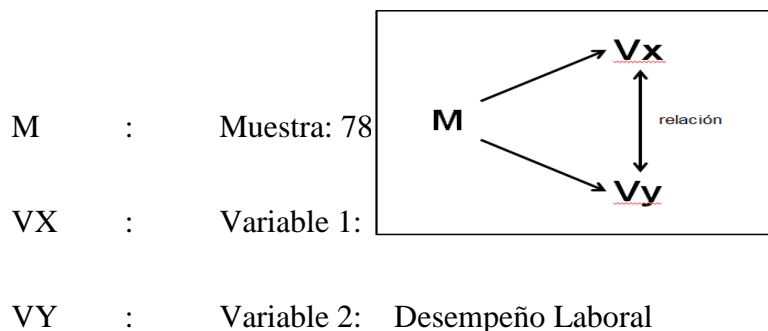 Vx
M : Muestra: 78
M
relación
Vy
VX : Variable 1:
VY : Variable 2: Desempeño Laboral